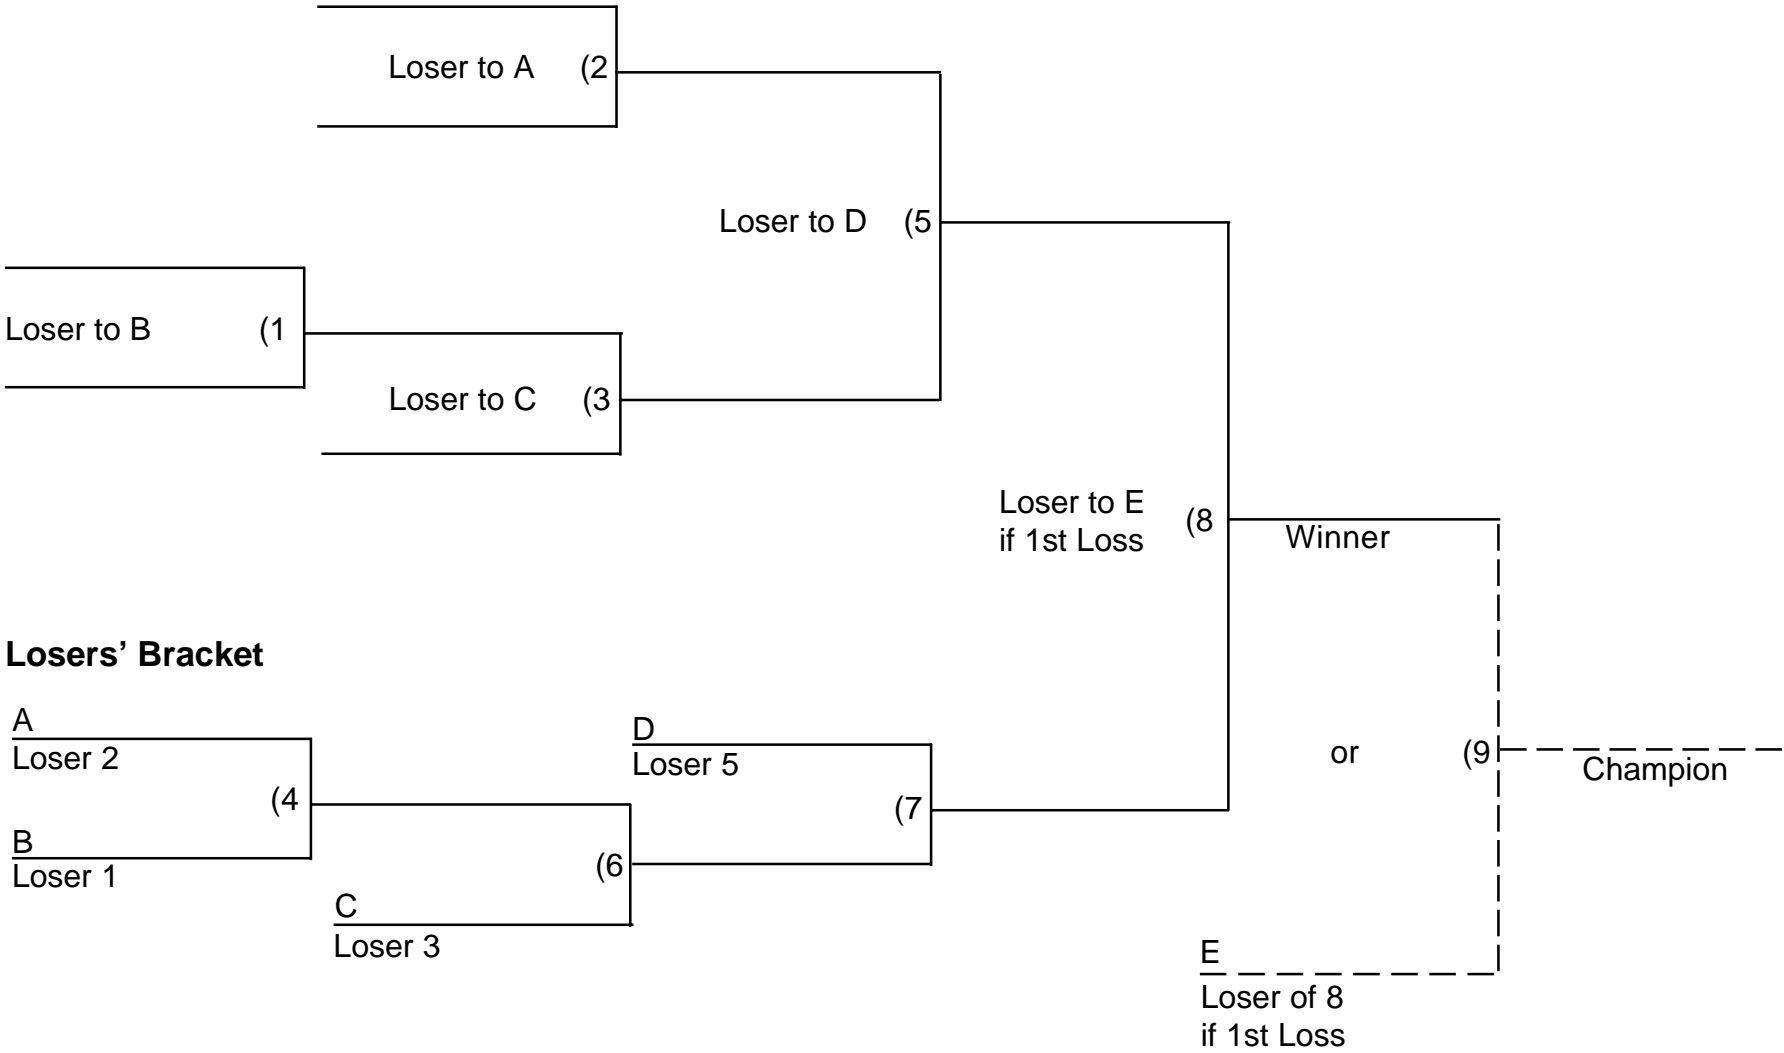 Loser to A (2
Loser to D (5
Loser to B (1
Loser to C (3
Loser to E
if 1st Loss
(8
Winner
Losers’ Bracket
A
Loser 2
(4
B
Loser 1
D
Loser 5
(7
(6
C
Loser 3
or (9
Champion
E
Loser of 8
if 1st Loss